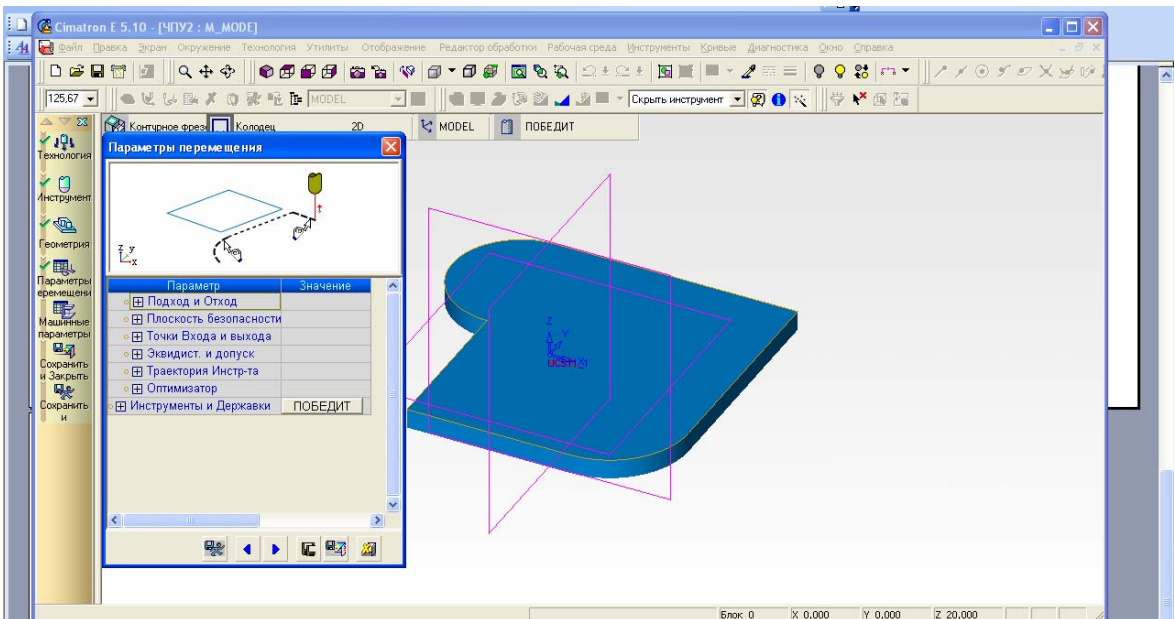 Cimatron E 5.10 - [ЧПУ2 : M_MODE]
Файл Правка Экран Окружение Технология Утилиты Отображение Редактор обработки Рабочая среда Инструменты Кривые Диагностика Окно Справка
125,67 MODEL Скрыть инструмент
Контурное фрез Колодец 2D MODEL ПОБЕДИТ
Технология
Инструмент
Геометрия
Параметры
еремещени
Машинные
параметры
Сохранить
и Закрыть
Сохранить
и
Параметры перемещения
z y
x
Параметр Значение
Подход и Отход
Плоскость безопасности
Точки Входа и выхода
Эквидист. и допуск
Траектория Инстр-та
Оптимизатор
Инструменты и Державки ПОБЕДИТ
Z
Y
X
Блок 0 X 0,000 Y 0,000 Z 20,000